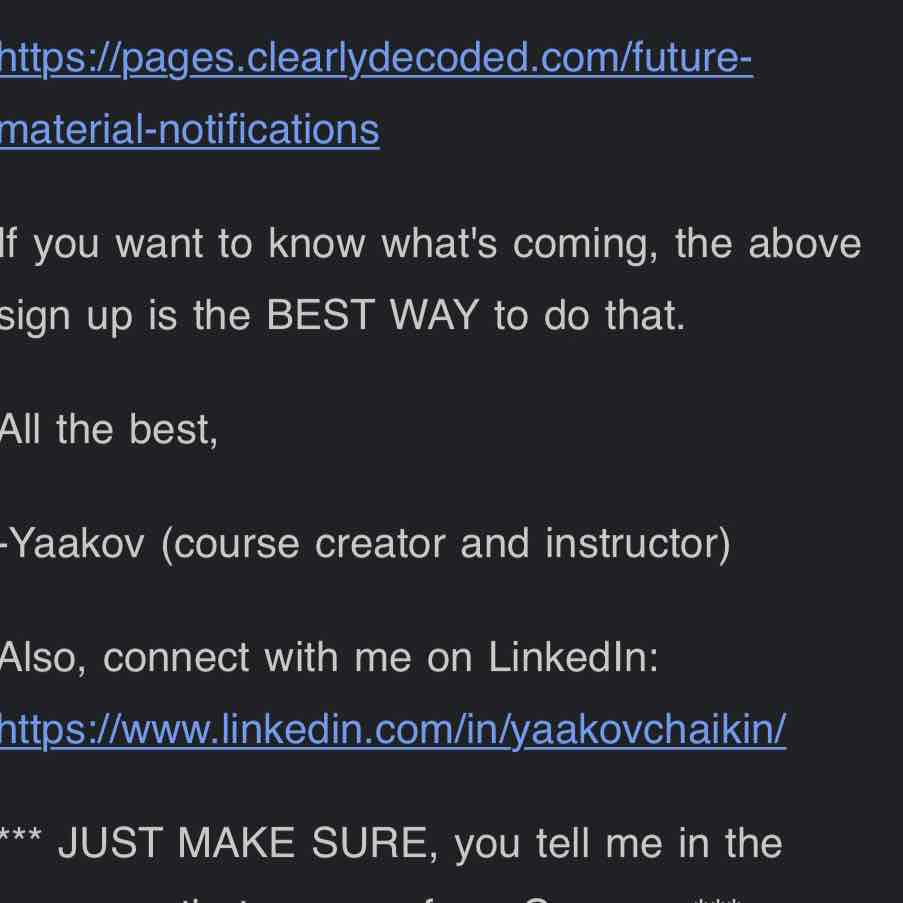 https://pages.clearlydecoded.com/future-
material-notifications
If you want to know what's coming, the above
sign up is the BEST WAY to do that.
All the best,
-Yaakov (course creator and instructor)
Also, connect with me on LinkedIn:
https://www.linkedin.com/in/yaakovchaikin/
*** JUST MAKE SURE, you tell me in the